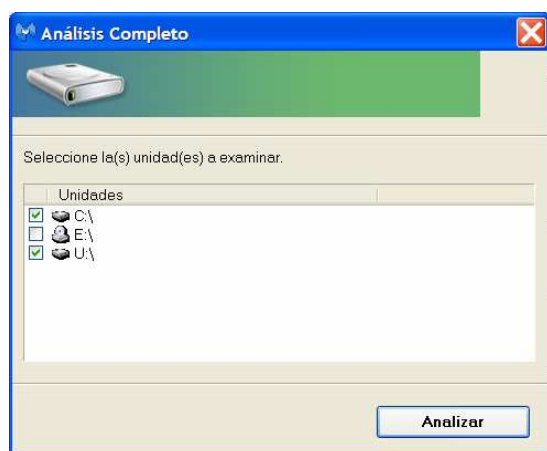 Análisis Completo
Seleccione la(s) unidad(es) a examinar.
Unidades
C:\
E:\
U:\
Analizar